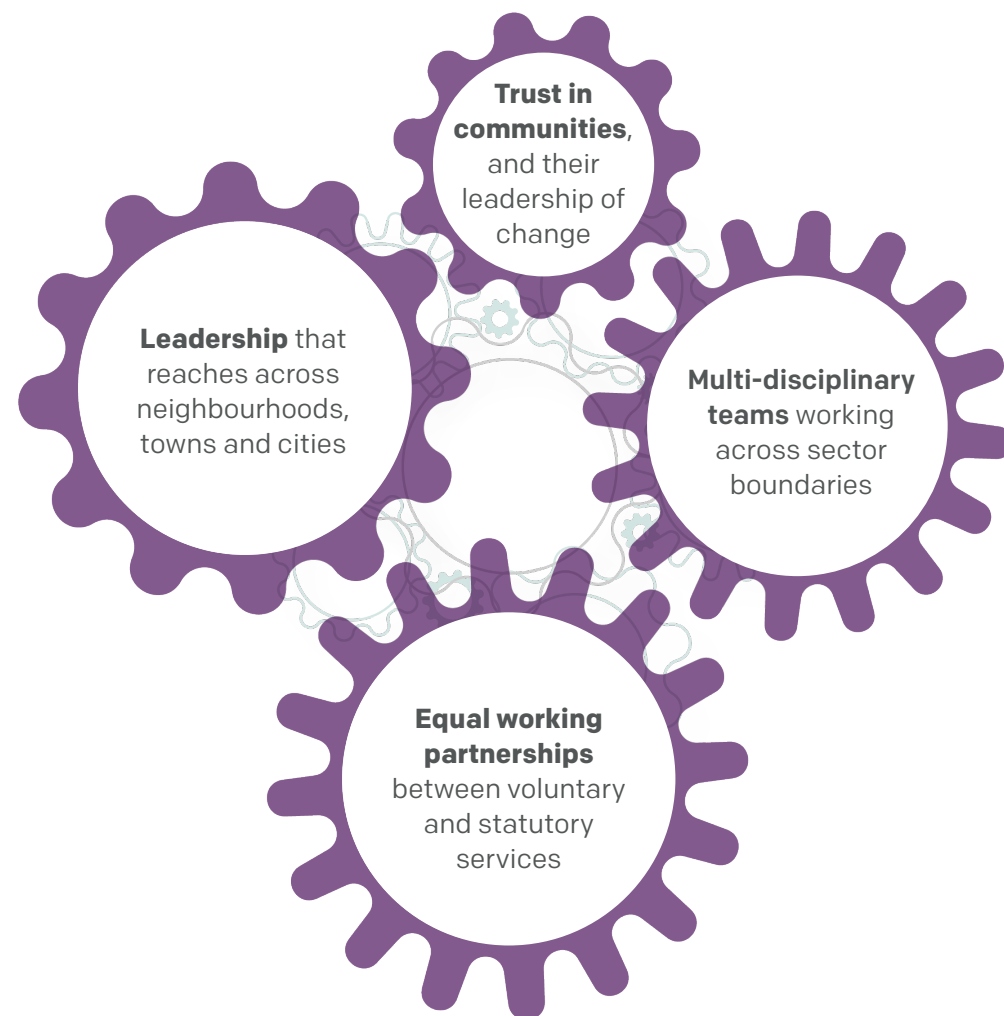 Trust in
communities,
and their
leadership of
change
Leadership that
reaches across
neighbourhoods,
towns and cities
Multi-disciplinary
teams working
across sector
boundaries
Equal working
partnerships
between voluntary
and statutory
services